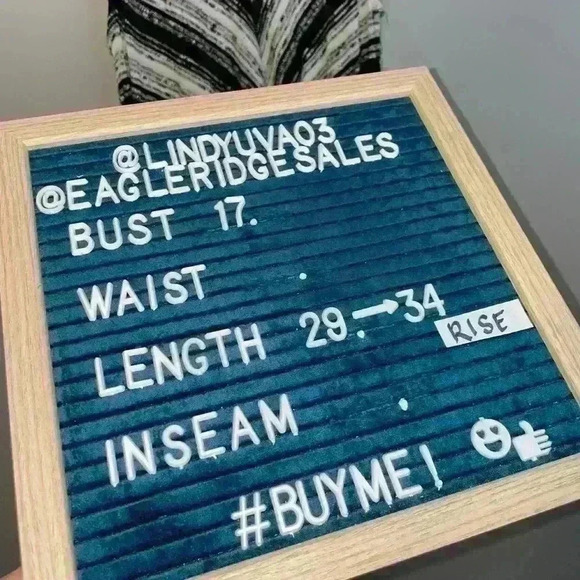 @LINDYUVA03
@EAGLERIDGESALES
BUST 17.
WAIST .
LENGTH 29.→34
RISE
INSEAM .
#BUYME!